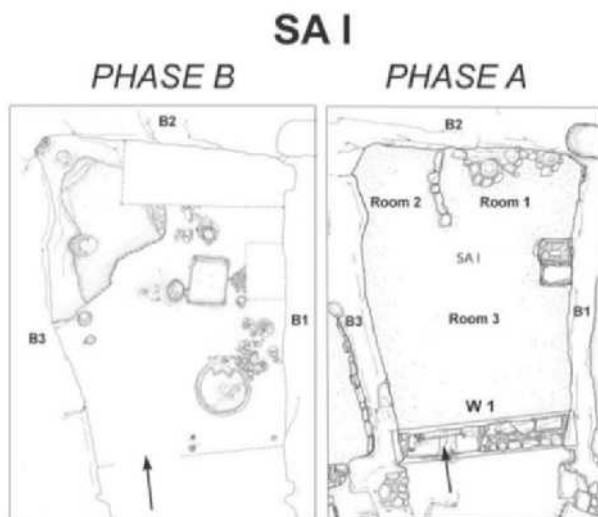 SA I
PHASE B
PHASE A
B2
B3
B1
B2
Room 2
Room 1
SA I
B3
Room 3
B1
W 1